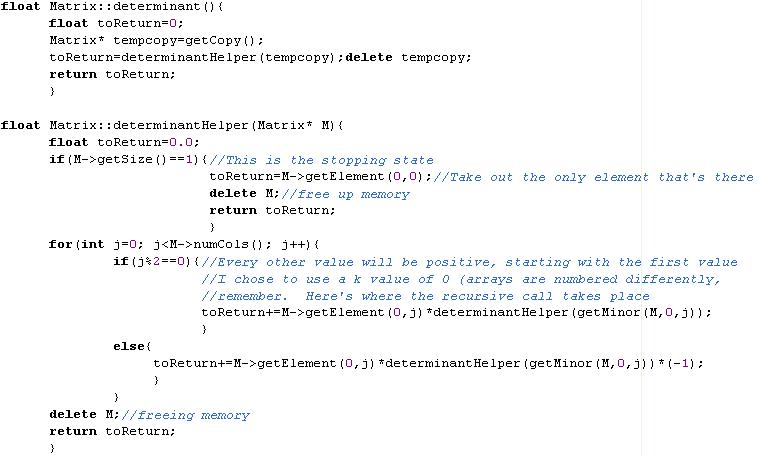 float Matrix::determinant(){
float toReturn=0;
Matrix* tempcopy=getCopy();
toReturn=determinantHelper(tempcopy);delete tempcopy;
return toReturn;
}
float Matrix::determinantHelper(Matrix* M){
float toReturn=0.0;
if(M->getSize()==1){//This is the stopping state
toReturn=M->getElement(0,0);//Take out the only element that's there
delete M;//free up memory
return toReturn;
}
for(int j=0; j<M->numCols(); j++){
if(j%2==0){//Every other value will be positive, starting with the first value
//I chose to use a k value of 0 (arrays are numbered differently,
//remember.  Here's where the recursive call takes place
toReturn+=M->getElement(0,j)*determinantHelper(getMinor(M,0,j));
}
else{
toReturn+=M->getElement(0,j)*determinantHelper(getMinor(M,0,j))*(-1);
}
}
delete M;//freeing memory
return toReturn;
}